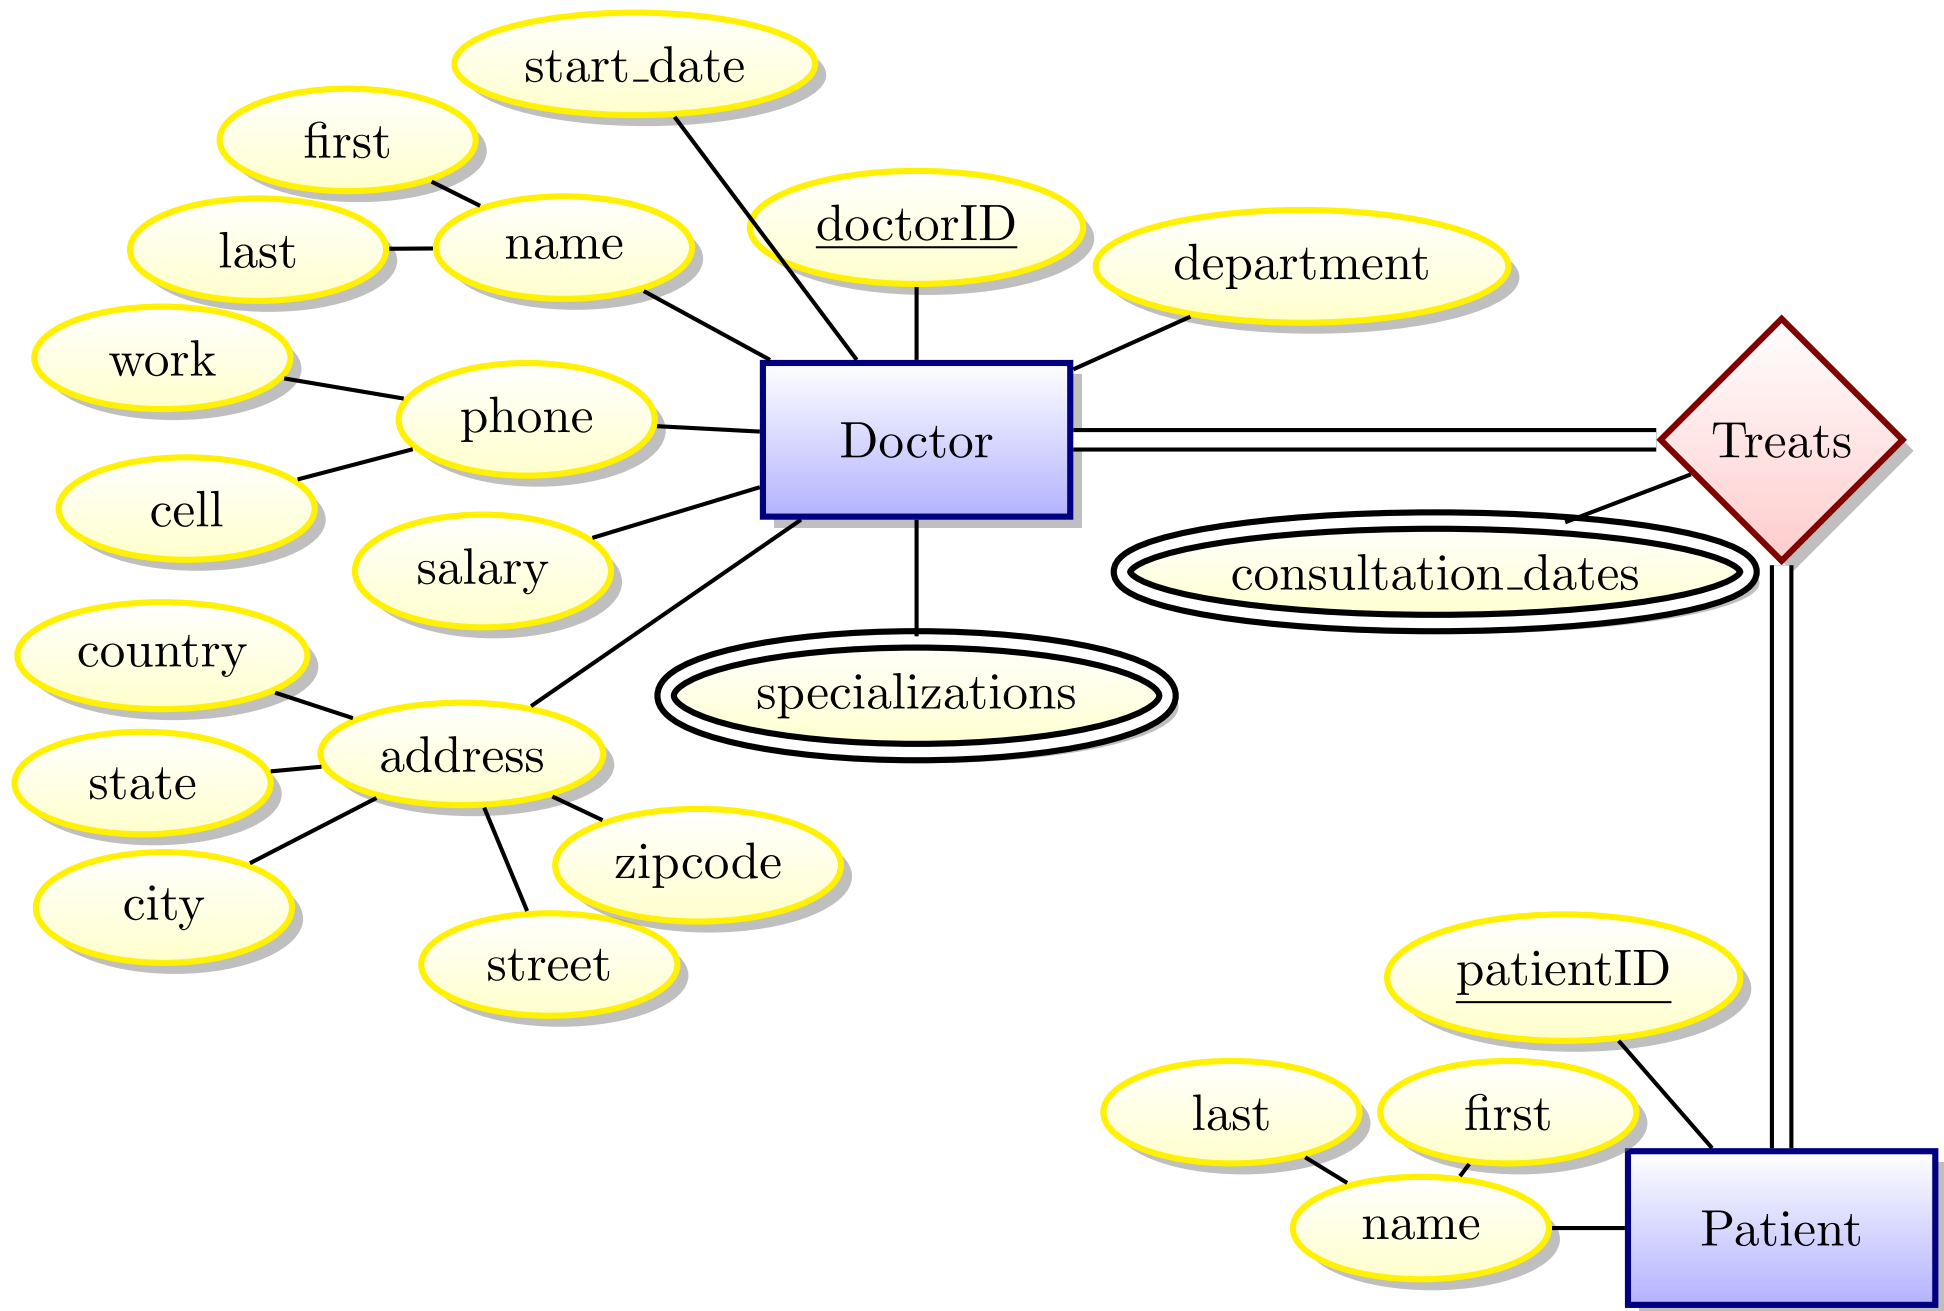 start_date
first
doctorID
last
name
department
work
phone
Doctor
Treats
cell
salary
consultation_dates
country
specializations
address
state
zipcode
city
street
patientID
last
first
name
Patient